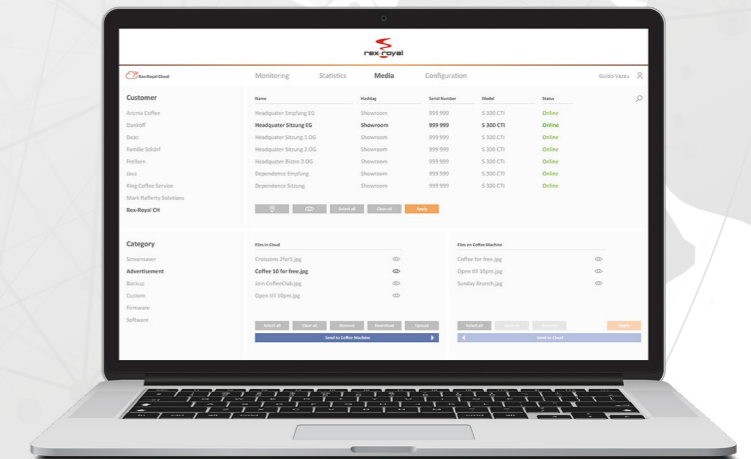 rex-royal
Rex-Royal Cloud
Monitoring Statistics Media Configuration
Customer
Name Hashtag Serial Number Model Status
Aroma Coffee
Headquater Empfang EG Showroom 999 999 S 300 CTI Online
Headquater Sitzung EG Showroom 999 999 S 300 CTI Online
Headquater Sitzung 1.OG Showroom 999 999 S 300 CTI Online
Familie Schärf
Headquater Sitzung 2.OG Showroom 999 999 S 300 CTI Online
Headquater Bistro 3.OG Showroom 999 999 S 300 CTI Online
Java
Dependence Empfang Showroom 999 999 S 300 CTI Online
King Coffee Service
Dependence Sitzung Showroom 999 999 S 300 CTI Online
Mark Rafferty Solutions
Rex-Royal CH
Select all Clear all Apply
Category
Files in Cloud
Files on Coffee Machine
Screensaver
Croissant 2for1.jpg
Coffee for free.jpg
Advertisement
Coffee 10 for free.jpg
Open till 10pm.jpg
Backup
Join CoffeeClub.jpg
Sunday Brunch.jpg
Custom
Open till 10pm.jpg
Firmware
Software
Select all Clear all Remove Download Upload
Select all Apply
Send to Coffee Machine
Send to Cloud